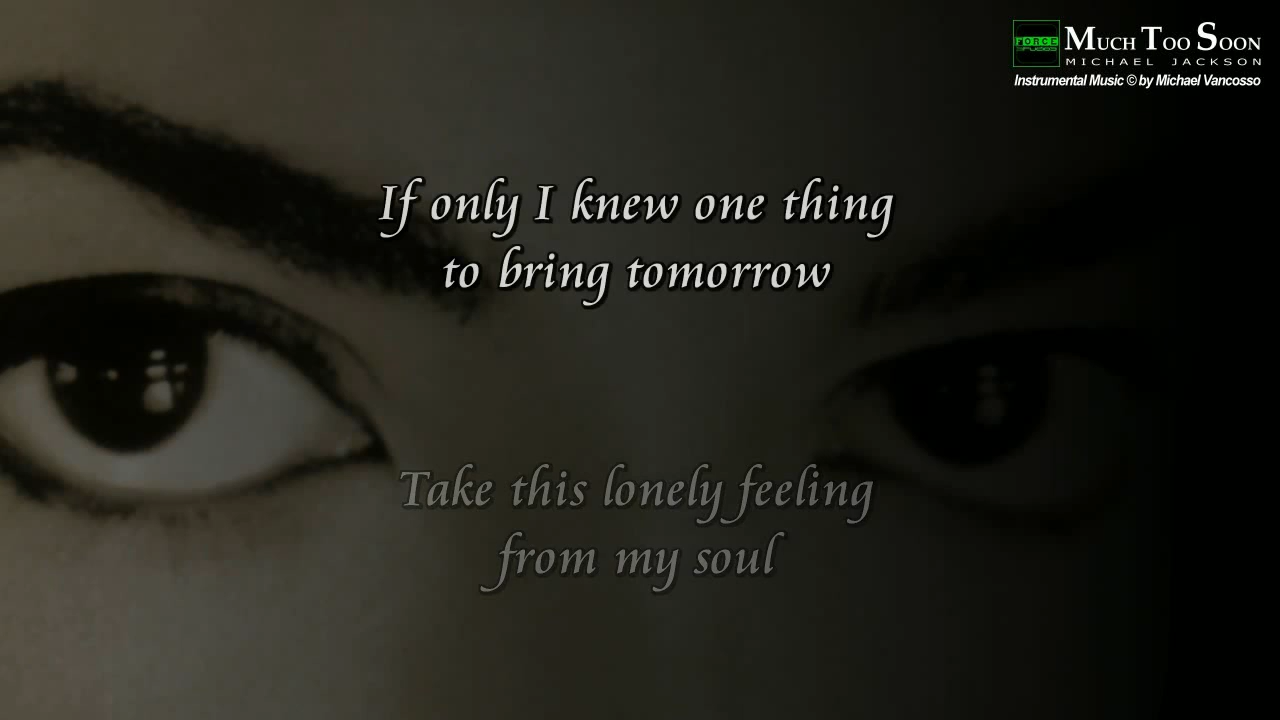 FORCE
MUCH TOO SOON
MICHAEL JACKSON
Instrumental Music © by Michael Vancosso
If only I knew one thing
to bring tomorrow
Take this lonely feeling
from my soul